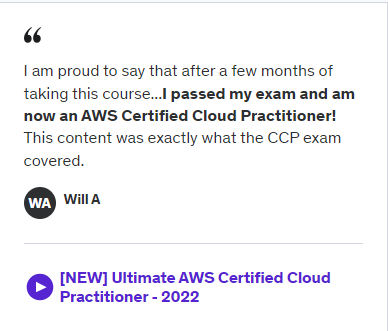 “
I am proud to say that after a few months of
taking this course...I passed my exam and am
now an AWS Certified Cloud Practitioner!
This content was exactly what the CCP exam
covered.
WA Will A
[NEW] Ultimate AWS Certified Cloud
Practitioner - 2022